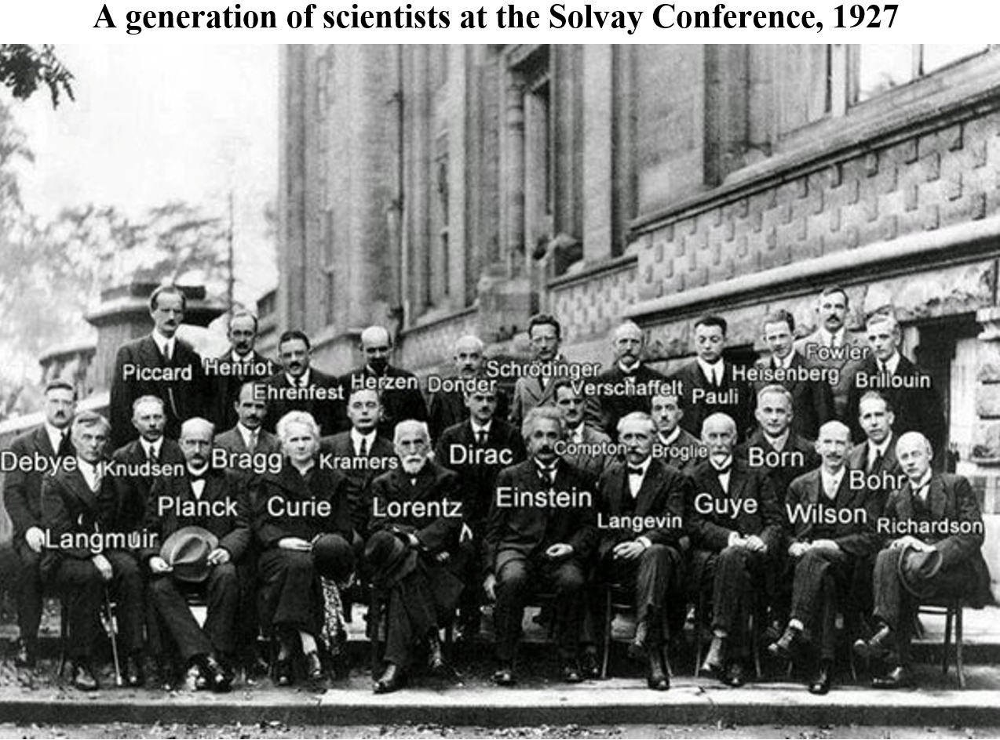 A generation of scientists at the Solvay Conference, 1927
Piccard
Henriot
Ehrenfest
Herzen
Donder
Schrödinger
Verschaffelt
Pauli
Heisenberg
Fowler
Brillouin
Debye
Knudsen
Bragg
Kramers
Dirac
Compton
Broglie
Born
Bohr
Langmuir
Planck
Curie
Lorentz
Einstein
Langevin
Guye
Wilson
Richardson